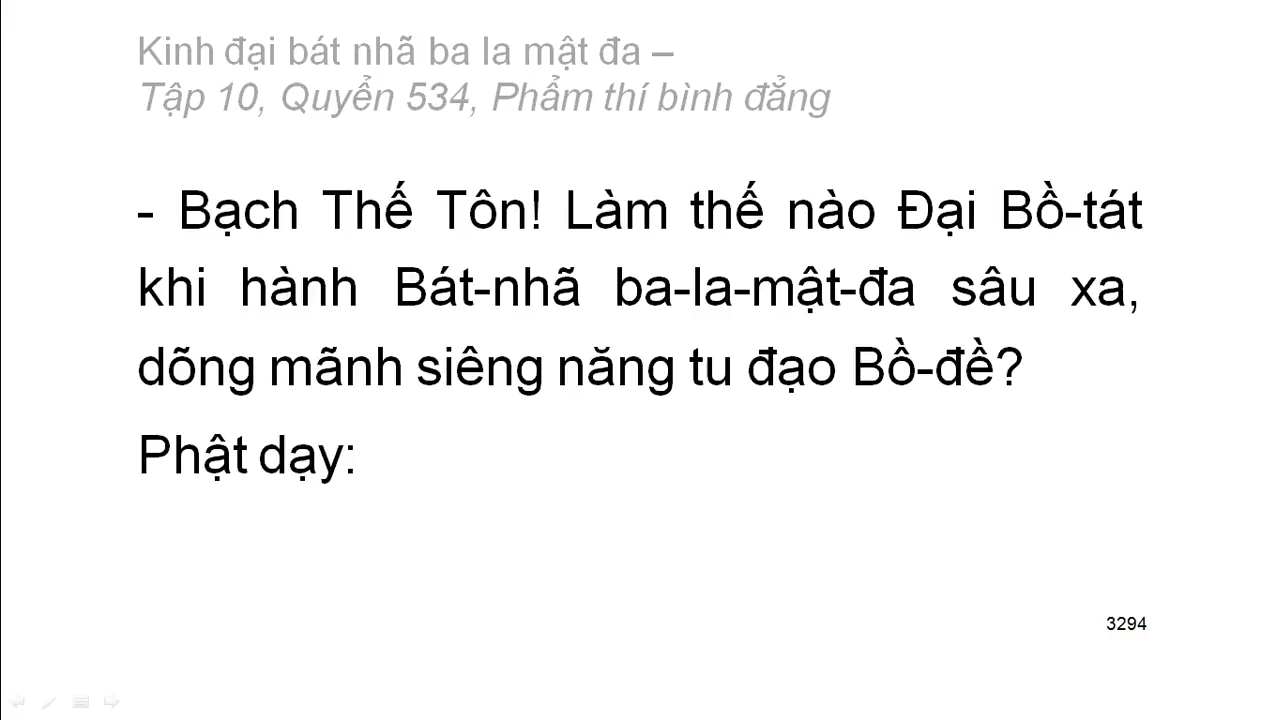 Kinh đại bát nhã ba la mật đa –
Tập 10, Quyển 534, Phẩm thí bình đẳng
- Bạch Thế Tôn! Làm thế nào Đại Bồ-tát
khi hành Bát-nhã ba-la-mật-đa sâu xa,
dõng mãnh siêng năng tu đạo Bồ-đề?
Phật dạy:
3294